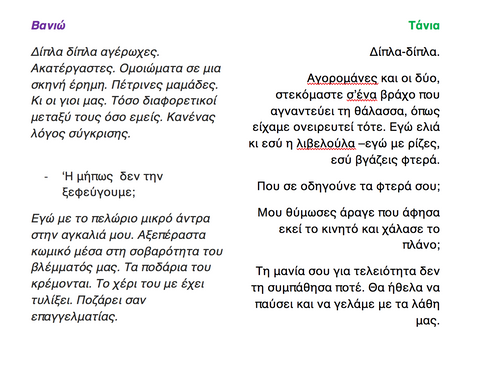 Βανιώ
Δίπλα δίπλα αγέρωχες.
Ακατέργαστες. Ομοιώματα σε μια
σκηνή έρημη. Πέτρινες μαμάδες.
Κι οι γιοι μας. Τόσο διαφορετικοί
μεταξύ τους όσο εμείς. Κανένας
λόγος σύγκρισης.
- ‘Η μήπως δεν την
ξεφεύγουμε;
Εγώ με το πελώριο μικρό άντρα
στην αγκαλιά μου. Αξεπέραστα
κωμικό μέσα στη σοβαρότητα του
βλέμματός μας. Τα ποδάρια του
κρέμονται. Το χέρι του με έχει
τυλίξει. Ποζάρει σαν
επαγγελματίας.
Τάνια
Δίπλα-δίπλα.
Αγορομάνες και οι δύο,
στεκόμαστε σ’ένα βράχο που
αγναντεύει τη θάλασσα, όπως
είχαμε ονειρευτεί τότε. Εγώ ελιά
κι εσύ η λιβελούλα –εγώ με ρίζες,
εσύ βγάζεις φτερά.
Που σε οδηγούνε τα φτερά σου;
Μου θύμωσες άραγε που άφησα
εκεί το κινητό και χάλασε το
πλάνο;
Τη μανία σου για τελειότητα δεν
τη συμπάθησα ποτέ. Θα ήθελα να
παύσει και να γελάμε με τα λάθη
μας.